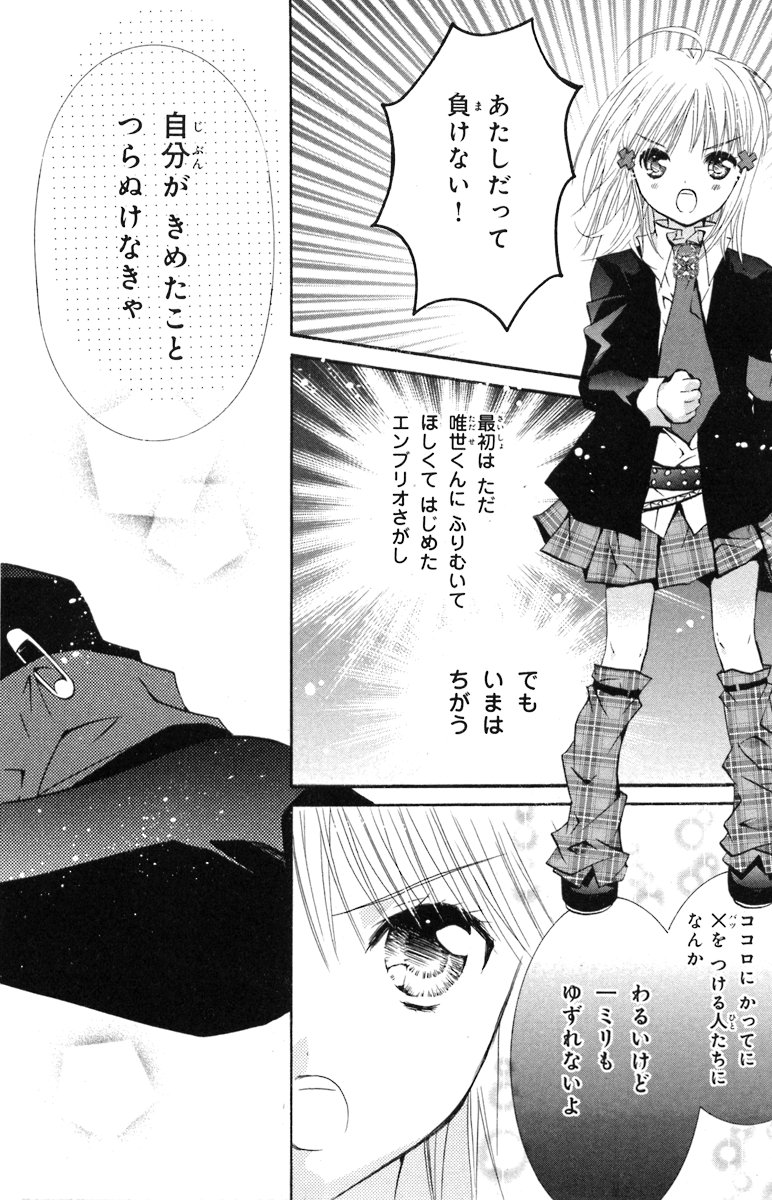 あたしだって
負けない！
最初は ただ
唯世くんに ふりむいて
ほしくて はじめた
エンブリオさがし
でも
いまは
ちがう
ココロに かってに
×を つける人たちに
なんか
わるいけど
一ミリも
ゆずれないよ
自分が きめたこと
つらぬけなきゃ